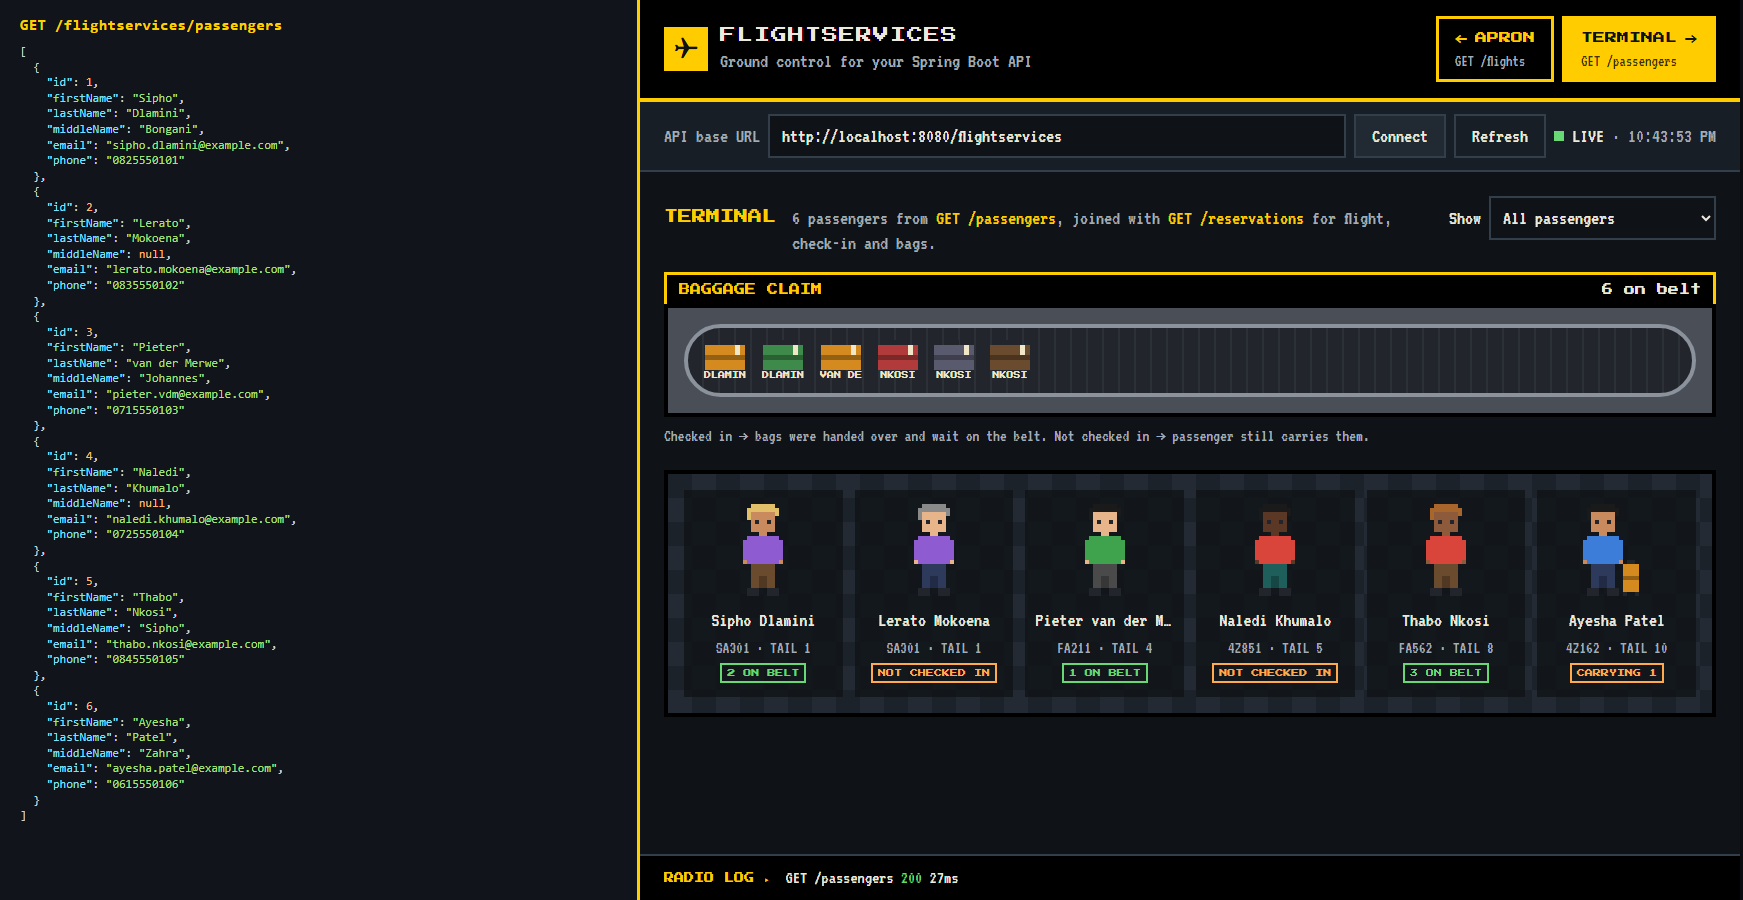 GET /flightservices/passengers
[
{
"id": 1,
"firstName": "Sipho",
"lastName": "Dlamini",
"middleName": "Bongani",
"email": "sipho.dlamini@example.com",
"phone": "0825550101"
},
{
"id": 2,
"firstName": "Lerato",
"lastName": "Mokoena",
"middleName": null,
"email": "lerato.mokoena@example.com",
"phone": "0835550102"
},
{
"id": 3,
"firstName": "Pieter",
"lastName": "van der Merwe",
"middleName": "Johannes",
"email": "pieter.vdm@example.com",
"phone": "0715550103"
},
{
"id": 4,
"firstName": "Naledi",
"lastName": "Khumalo",
"middleName": null,
"email": "naledi.khumalo@example.com",
"phone": "0725550104"
},
{
"id": 5,
"firstName": "Thabo",
"lastName": "Nkosi",
"middleName": "Sipho",
"email": "thabo.nkosi@example.com",
"phone": "0845550105"
},
{
"id": 6,
"firstName": "Ayesha",
"lastName": "Patel",
"middleName": "Zahra",
"email": "ayesha.patel@example.com",
"phone": "0615550106"
}
]
FLIGHTSERVICES
Ground control for your Spring Boot API
← APRON
GET /flights
TERMINAL →
GET /passengers
API base URL http://localhost:8080/flightservices Connect Refresh LIVE · 10:43:53 PM
TERMINAL 6 passengers from GET /passengers, joined with GET /reservations for flight,
check-in and bags.
Show All passengers
BAGGAGE CLAIM 6 on belt
DLAMIN DLAMIN VAN DE NKOSI NKOSI NKOSI
Checked in → bags were handed over and wait on the belt. Not checked in → passenger still carries them.
Sipho Dlamini
SA301 · TAIL 1
2 ON BELT
Lerato Mokoena
SA301 · TAIL 1
NOT CHECKED IN
Pieter van der M…
FA211 · TAIL 4
1 ON BELT
Naledi Khumalo
4Z851 · TAIL 5
NOT CHECKED IN
Thabo Nkosi
FA562 · TAIL 8
3 ON BELT
Ayesha Patel
4Z162 · TAIL 10
CARRYING 1
RADIO LOG ▸ GET /passengers 200 27ms